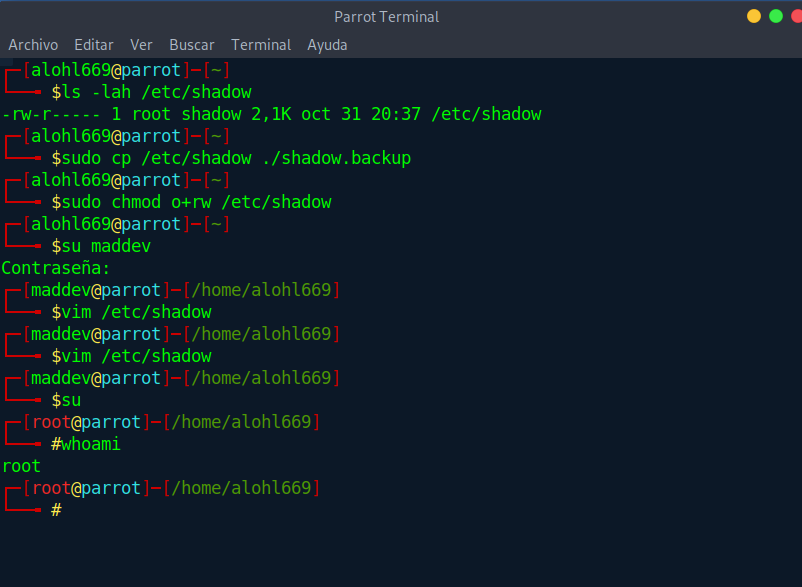 Parrot Terminal
Archivo Editar Ver Buscar Terminal Ayuda
┌─[alohl669@parrot]─[~]
└──╼ $ls -lah /etc/shadow
-rw-r----- 1 root shadow 2,1K oct 31 20:37 /etc/shadow
┌─[alohl669@parrot]─[~]
└──╼ $sudo cp /etc/shadow ./shadow.backup
┌─[alohl669@parrot]─[~]
└──╼ $sudo chmod o+rw /etc/shadow
┌─[alohl669@parrot]─[~]
└──╼ $su maddev
Contraseña:
┌─[maddev@parrot]─[/home/alohl669]
└──╼ $vim /etc/shadow
┌─[maddev@parrot]─[/home/alohl669]
└──╼ $vim /etc/shadow
┌─[maddev@parrot]─[/home/alohl669]
└──╼ $su
┌─[root@parrot]─[/home/alohl669]
└──╼ #whoami
root
┌─[root@parrot]─[/home/alohl669]
└──╼ #